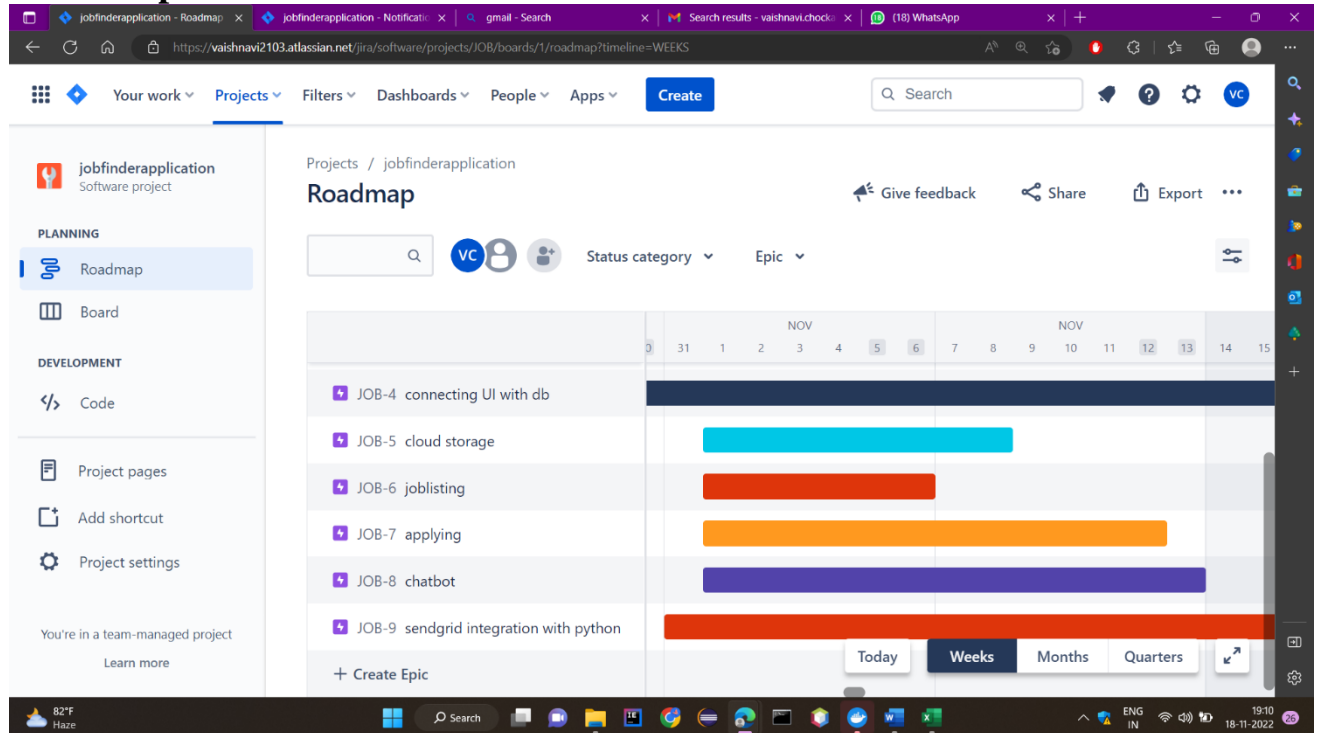 jobfinderapplication - Roadmap
jobfinderapplication - Notificatio
gmail - Search
Search results - vaishnavi.chocka
(18) WhatsApp
https://vaishnavi2103.atlassian.net/jira/software/projects/JOB/boards/1/roadmap?timeline=WEEKS
Your work Projects Filters Dashboards People Apps Create Search VC
jobfinderapplication
Software project
PLANNING
Roadmap
Board
DEVELOPMENT
Code
Project pages
Add shortcut
Project settings
You're in a team-managed project
Learn more
Projects / jobfinderapplication
Roadmap
Give feedback Share Export
VC Status category Epic
NOV NOV
31 1 2 3 4 5 6 7 8 9 10 11 12 13 14 15
JOB-4 connecting UI with db
JOB-5 cloud storage
JOB-6 joblisting
JOB-7 applying
JOB-8 chatbot
JOB-9 sendgrid integration with python
+ Create Epic
Today Weeks Months Quarters
82°F
Haze
Search
ENG
IN
19:10
18-11-2022
26